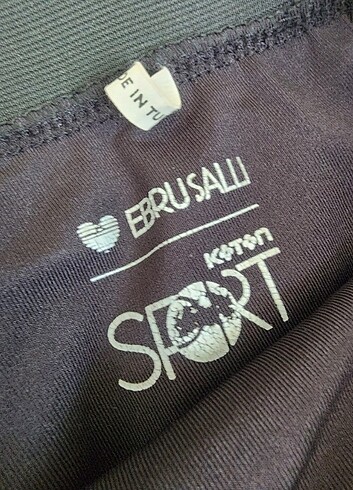 DE IN TU
EBRUSALLI
KOTON
SPORT